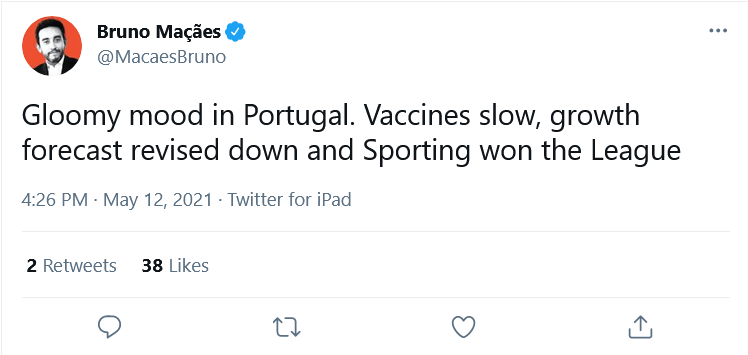 Bruno Maçães
@MacaesBruno
Gloomy mood in Portugal. Vaccines slow, growth
forecast revised down and Sporting won the League
4:26 PM · May 12, 2021 · Twitter for iPad
2 Retweets 38 Likes